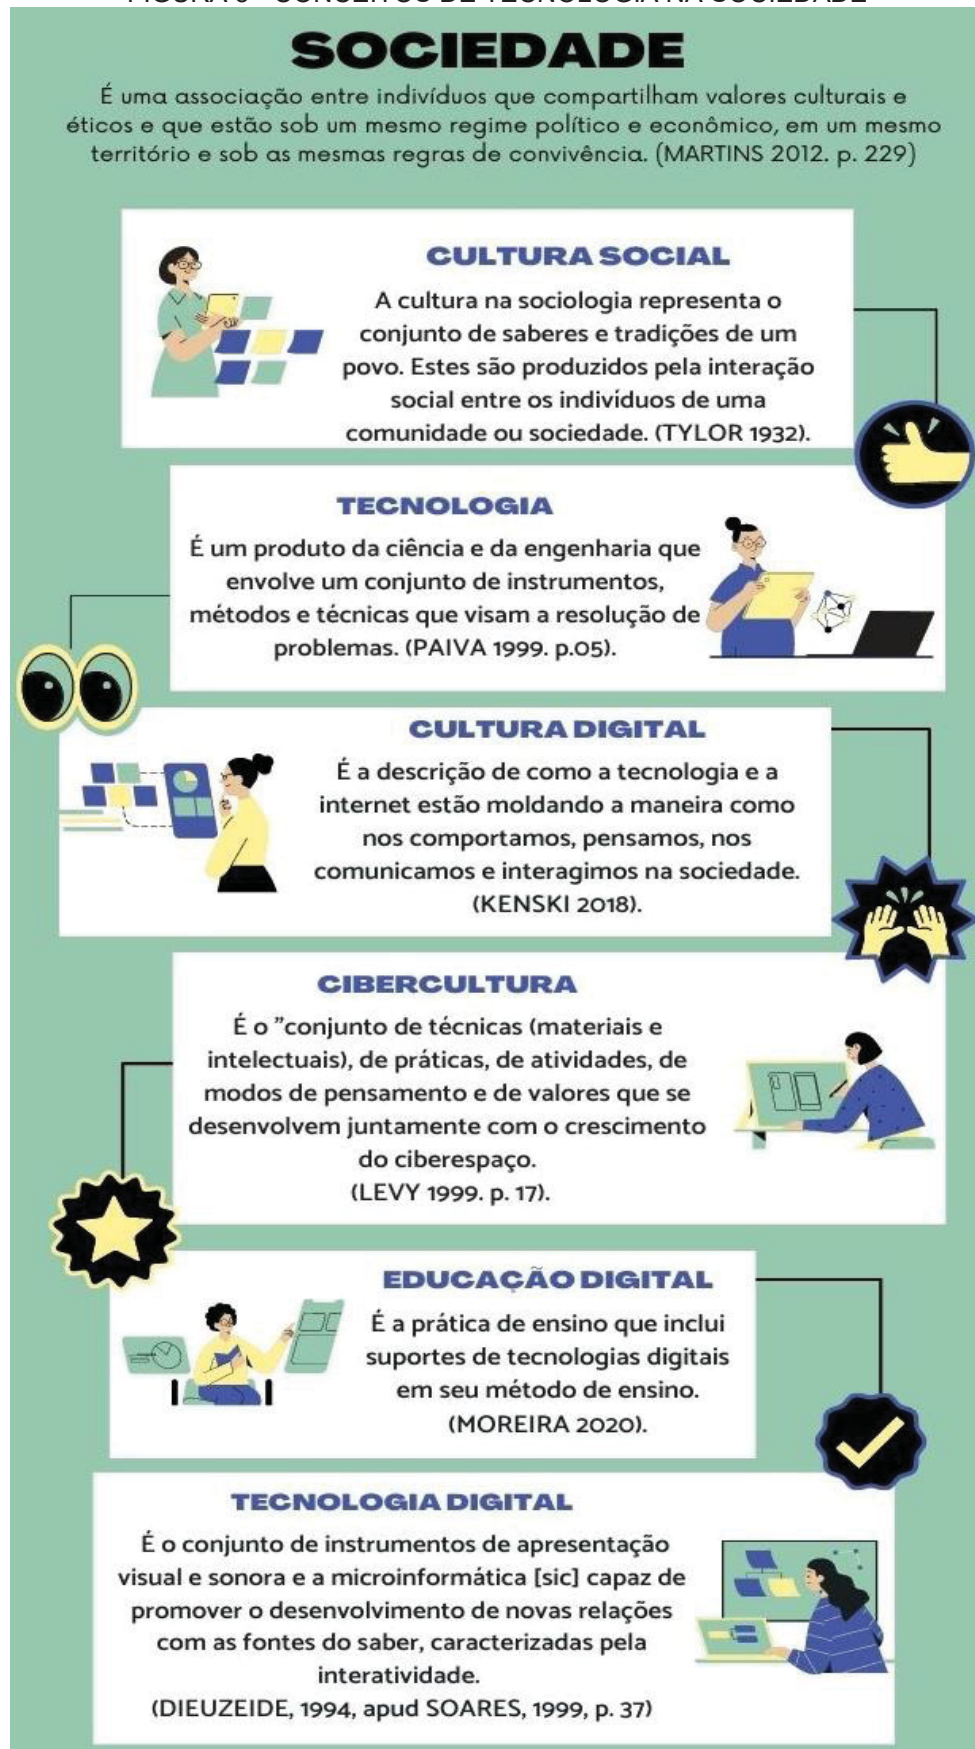 FIGURA 6 - CONCEITOS DE TECNOLOGIA NA SOCIEDADE
SOCIEDADE
É uma associação entre indivíduos que compartilham valores culturais e
éticos e que estão sob um mesmo regime político e econômico, em um mesmo
território e sob as mesmas regras de convivência. (MARTINS 2012. p. 229)
CULTURA SOCIAL
A cultura na sociologia representa o
conjunto de saberes e tradições de um
povo. Estes são produzidos pela interação
social entre os indivíduos de uma
comunidade ou sociedade. (TYLOR 1932).
TECNOLOGIA
É um produto da ciência e da engenharia que
envolve um conjunto de instrumentos,
métodos e técnicas que visam a resolução de
problemas. (PAIVA 1999. p.05).
CULTURA DIGITAL
É a descrição de como a tecnologia e a
internet estão moldando a maneira como
nos comportamos, pensamos, nos
comunicamos e interagimos na sociedade.
(KENSKI 2018).
CIBERCULTURA
É o "conjunto de técnicas (materiais e
intelectuais), de práticas, de atividades, de
modos de pensamento e de valores que se
desenvolvem juntamente com o crescimento
do ciberespaço.
(LEVY 1999. p. 17).
EDUCAÇÃO DIGITAL
É a prática de ensino que inclui
suportes de tecnologias digitais
em seu método de ensino.
(MOREIRA 2020).
TECNOLOGIA DIGITAL
É o conjunto de instrumentos de apresentação
visual e sonora e a microinformática [sic] capaz de
promover o desenvolvimento de novas relações
com as fontes do saber, caracterizadas pela
interatividade.
(DIEUZEIDE, 1994, apud SOARES, 1999, p. 37)